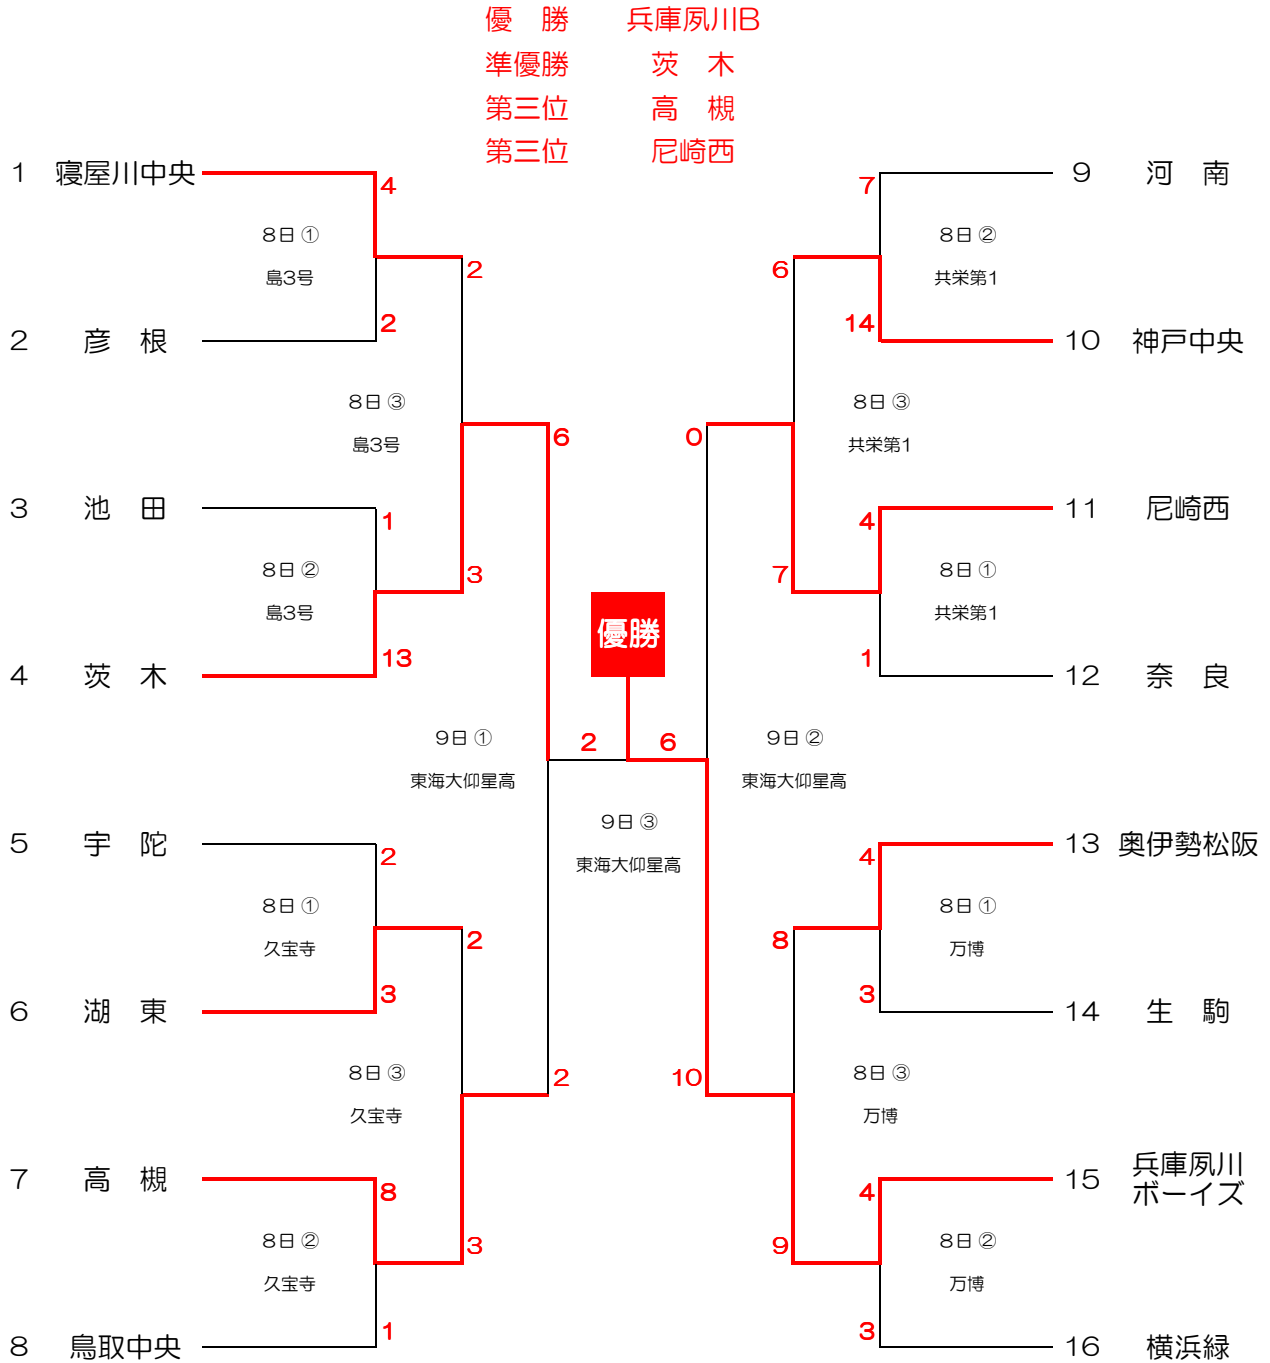 優　勝　　兵庫夙川B
準優勝　　茨　木
第三位　　高　槻
第三位　　尼崎西
1 寝屋川中央
4
8日 ①
島3号
2
2 彦　根
2
8日 ③
島3号
6
3 池　田
1
8日 ②
島3号
3
4 茨　木
13
9日 ①
東海大仰星高
2
5 宇　陀
2
8日 ①
久宝寺
2
6 湖　東
3
8日 ③
久宝寺
2
7 高　槻
8
8日 ②
久宝寺
3
8 鳥取中央
1
優勝
9日 ③
東海大仰星高
7
9 河　南
8日 ②
共栄第1
6
14
10 神戸中央
8日 ③
共栄第1
0
4
11 尼崎西
8日 ①
共栄第1
7
1
12 奈　良
6
9日 ②
東海大仰星高
4
13 奥伊勢松阪
8日 ①
万博
8
3
14 生　駒
10
8日 ③
万博
4
15 兵庫夙川
ボーイズ
8日 ②
万博
9
3
16 横浜緑